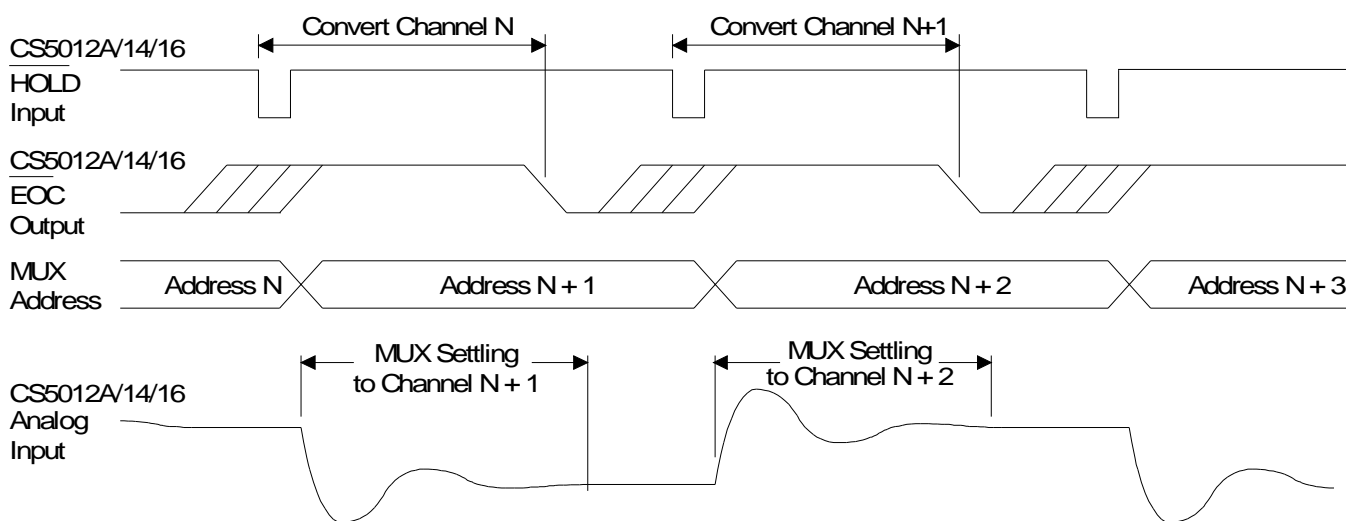 Convert Channel N
Convert Channel N+1
CS5012A/14/16
HOLD
Input
CS5012A/14/16
EOC
Output
MUX
Address
Address N
Address N + 1
Address N + 2
Address N + 3
MUX Settling
to Channel N + 1
MUX Settling
to Channel N + 2
CS5012A/14/16
Analog
Input